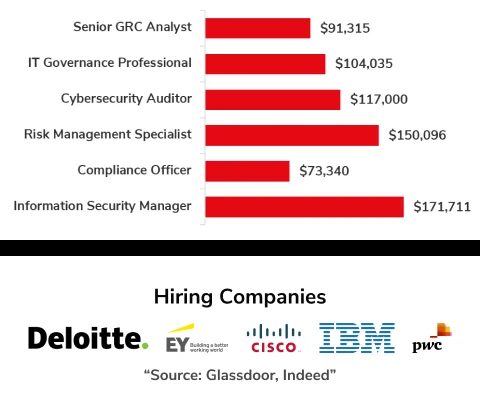 Senior GRC Analyst $91,315
IT Governance Professional $104,035
Cybersecurity Auditor $117,000
Risk Management Specialist $150,096
Compliance Officer $73,340
Information Security Manager $171,711
Hiring Companies
Deloitte.
EY Building a better
working world
CISCO
IBM
pwc
“Source: Glassdoor, Indeed”